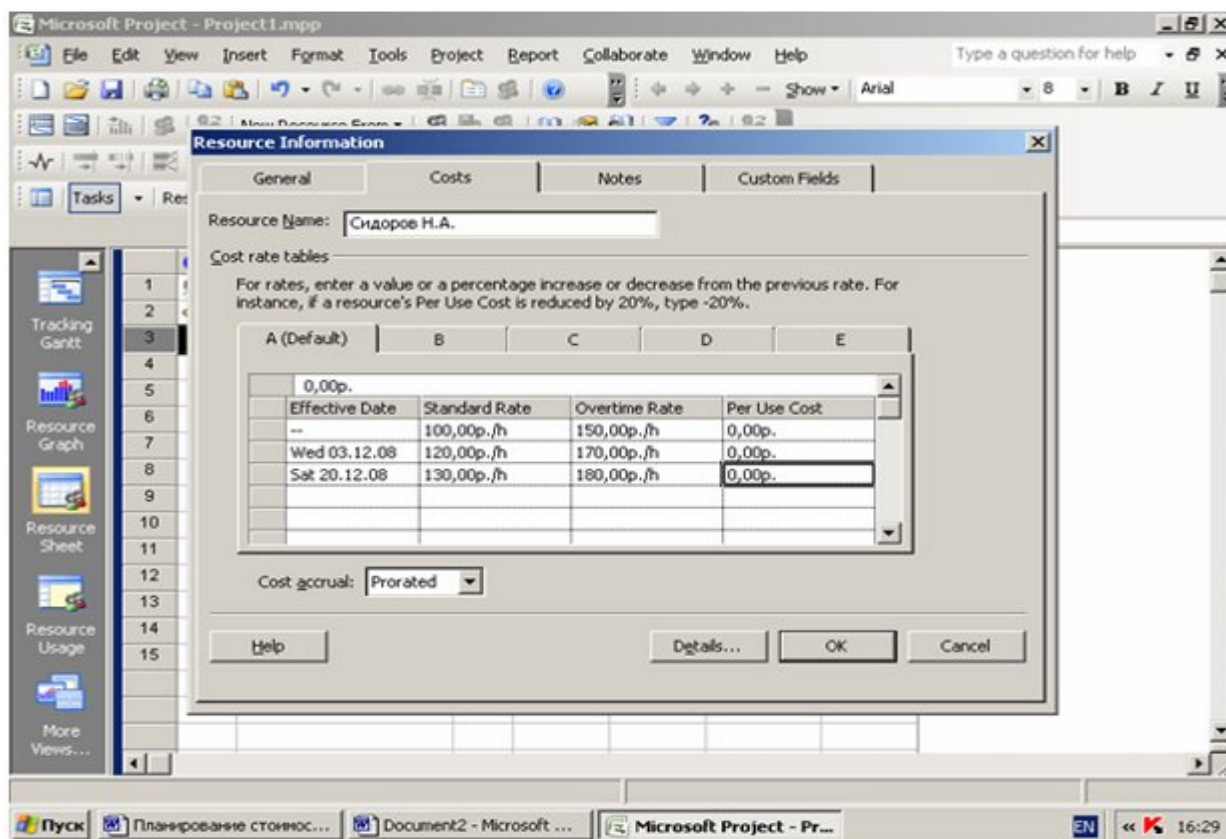 Microsoft Project - Project1.mpp
File Edit View Insert Format Tools Project Report Collaborate Window Help Type a question for help
Show Arial 8 B I U
Tasks Res
Resource Information
General Costs Notes Custom Fields
Resource Name: Сидоров Н.А.
Cost rate tables
For rates, enter a value or a percentage increase or decrease from the previous rate. For
instance, if a resource's Per Use Cost is reduced by 20%, type -20%.
A (Default) B C D E
0,00р.
Effective Date Standard Rate Overtime Rate Per Use Cost
-- 100,00р./h 150,00р./h 0,00р.
Wed 03.12.08 120,00р./h 170,00р./h 0,00р.
Sat 20.12.08 130,00р./h 180,00р./h 0,00р.
Cost accrual: Prorated
Help Details... OK Cancel
Tracking
Gantt
Resource
Graph
Resource
Sheet
Resource
Usage
More
Views...
1
2
3
4
5
6
7
8
9
10
11
12
13
14
15
Пуск Планирование стоимос... Document2 - Microsoft ... Microsoft Project - Pr... EN « K 16:29